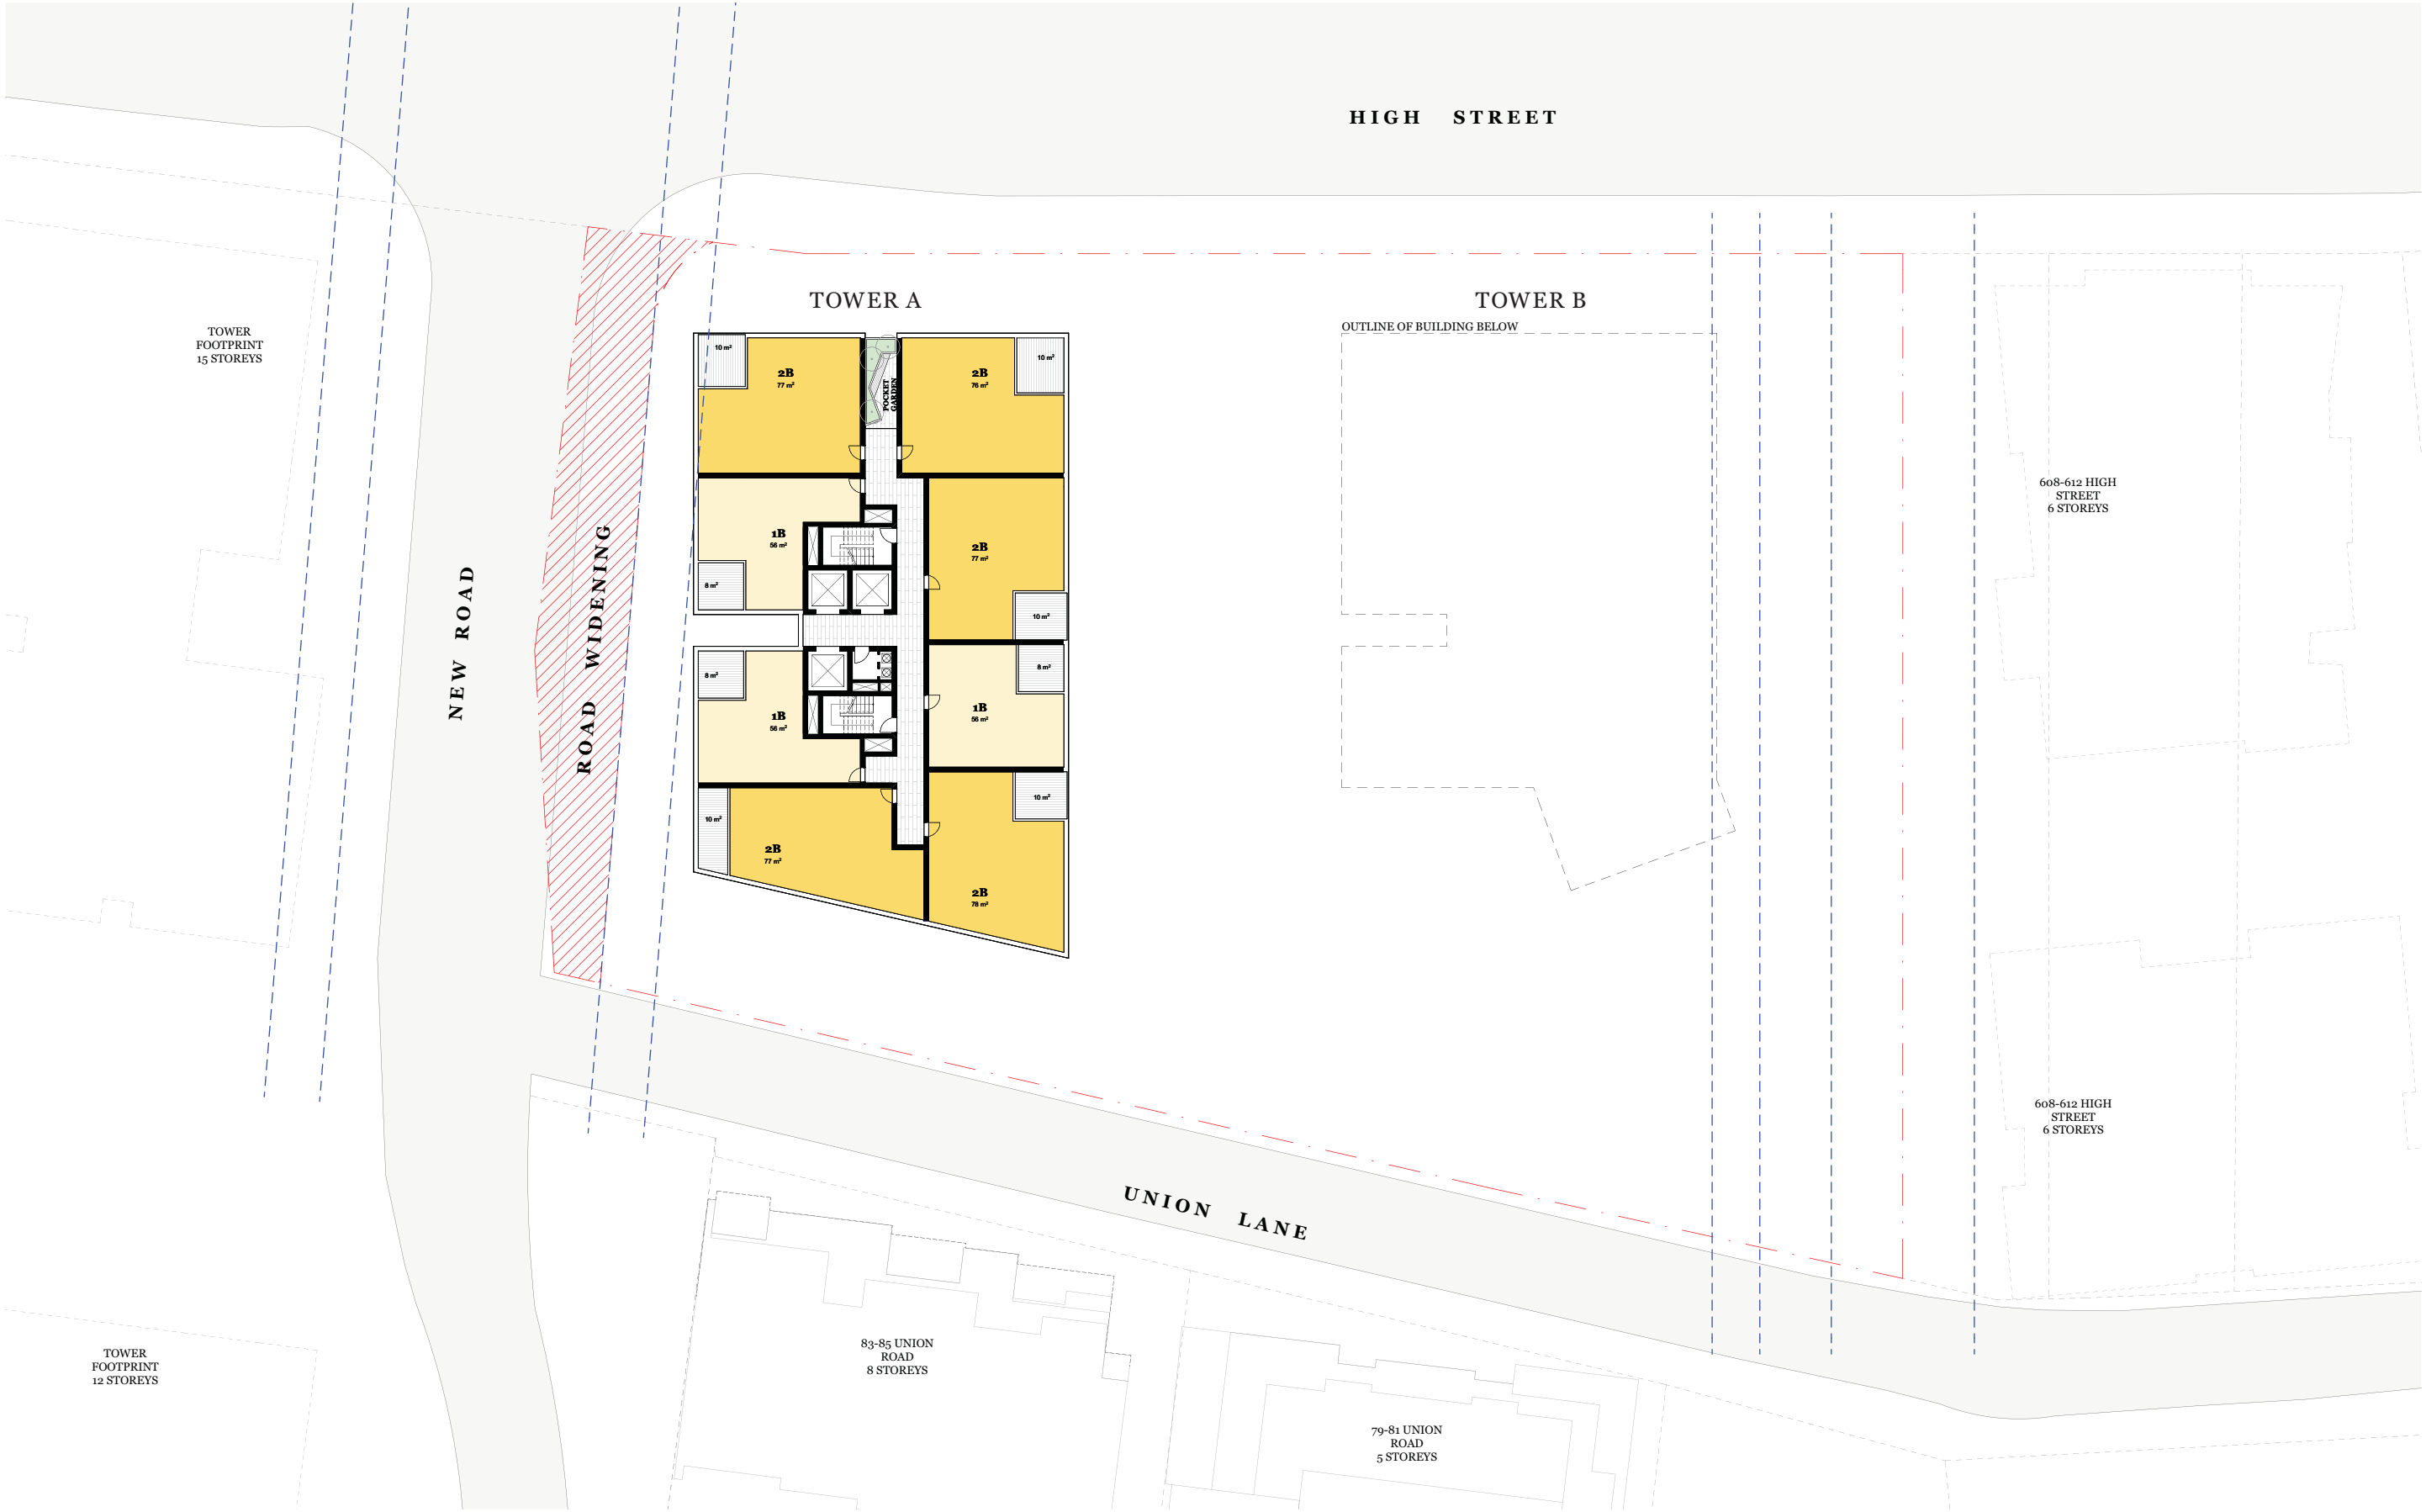 HIGH STREET
TOWER A
TOWER B
OUTLINE OF BUILDING BELOW
TOWER
FOOTPRINT
15 STOREYS
10 m²
2B
77 m²
POCKET
GARDEN
2B
76 m²
10 m²
608-612 HIGH
STREET
6 STOREYS
NEW ROAD
ROAD WIDENING
1B
56 m²
8 m²
2B
77 m²
10 m²
8 m²
1B
56 m²
8 m²
1B
56 m²
10 m²
2B
77 m²
10 m²
2B
78 m²
608-612 HIGH
STREET
6 STOREYS
UNION LANE
83-85 UNION
ROAD
8 STOREYS
TOWER
FOOTPRINT
12 STOREYS
79-81 UNION
ROAD
5 STOREYS